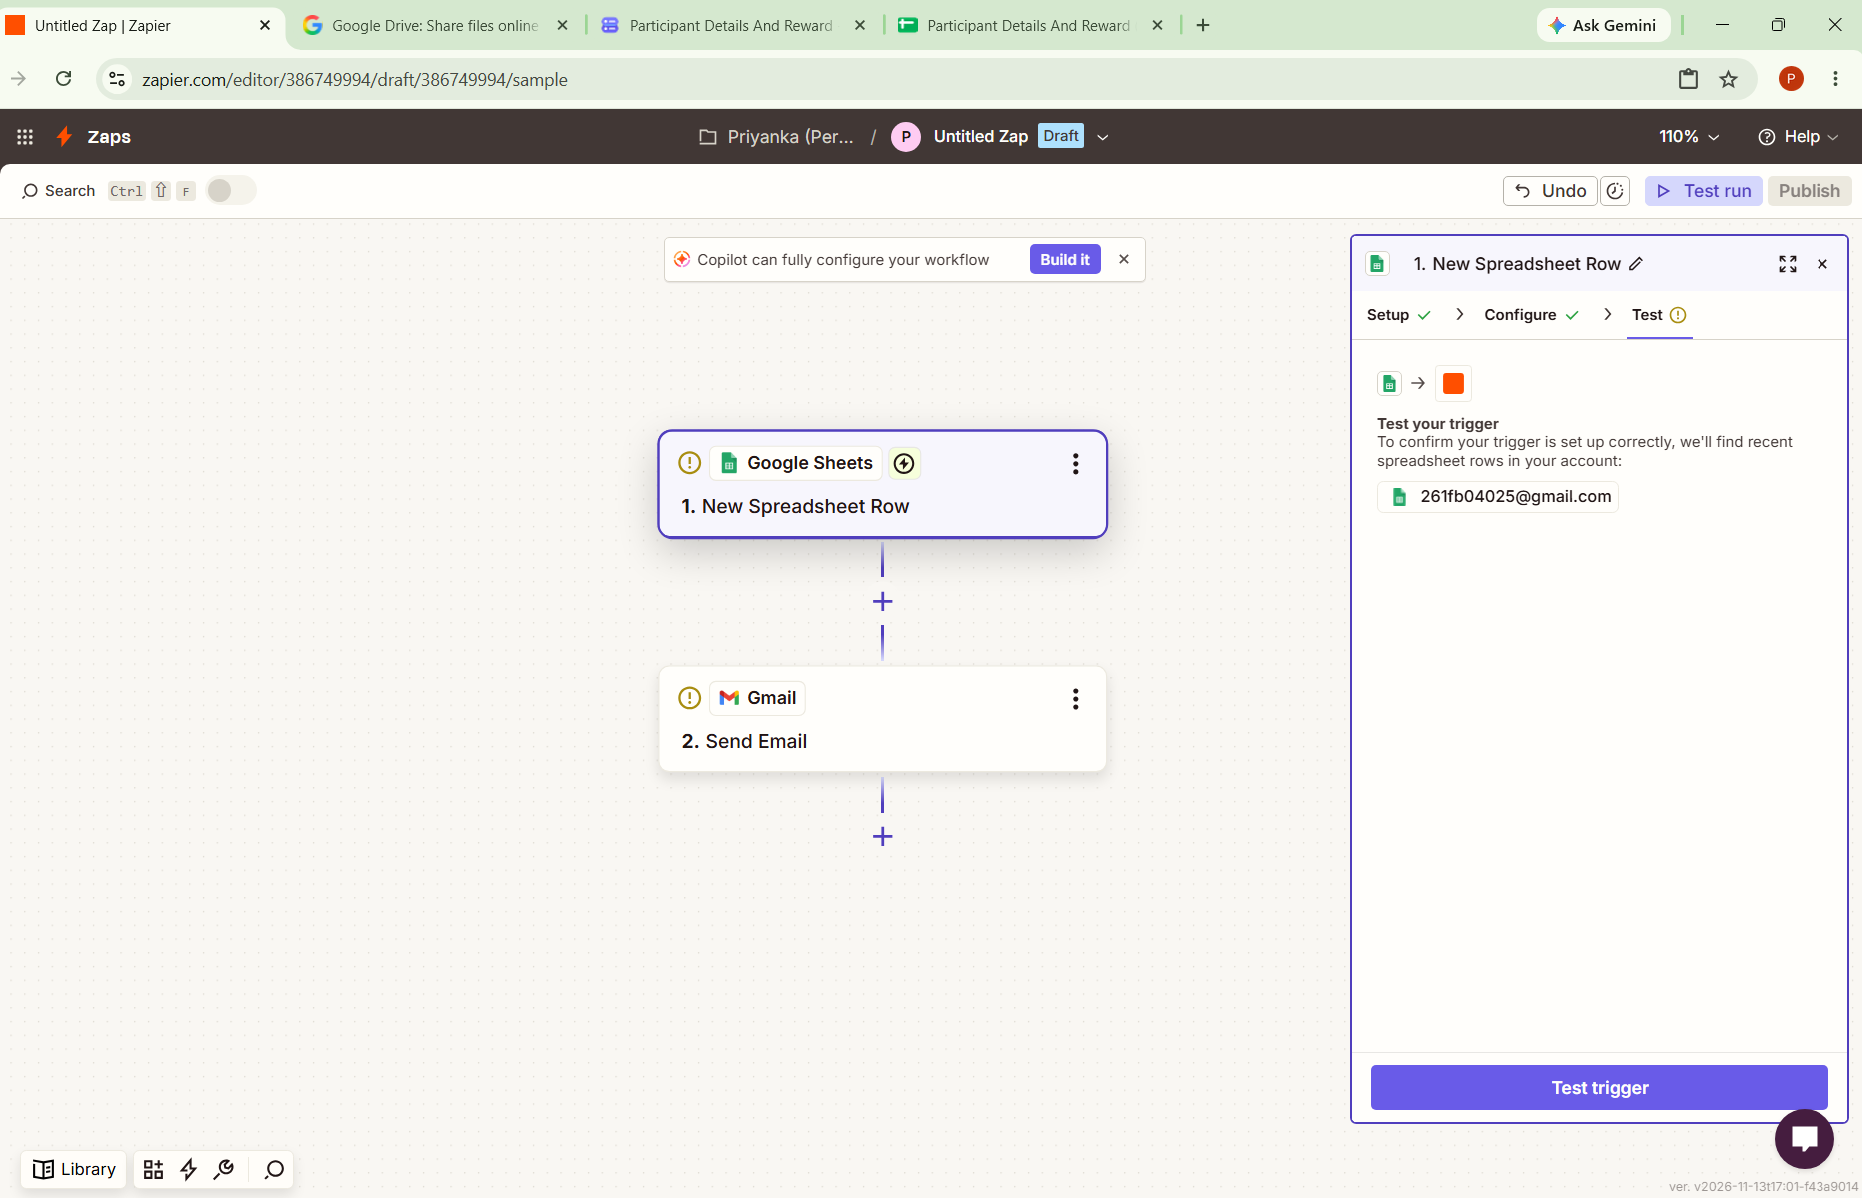 Untitled Zap | Zapier
Google Drive: Share files online
Participant Details And Reward
Participant Details And Reward
Ask Gemini
zapier.com/editor/386749994/draft/386749994/sample
P
Zaps
Priyanka (Per... / P Untitled Zap Draft
110%
Help
Search Ctrl ⇧ F
Undo
Test run
Publish
Copilot can fully configure your workflow
Build it
1. New Spreadsheet Row
Setup
Configure
Test
Test your trigger
To confirm your trigger is set up correctly, we'll find recent
spreadsheet rows in your account:
261fb04025@gmail.com
Google Sheets
1. New Spreadsheet Row
Gmail
2. Send Email
Test trigger
Library
ver. v2026-11-13t17:01-f43a9014